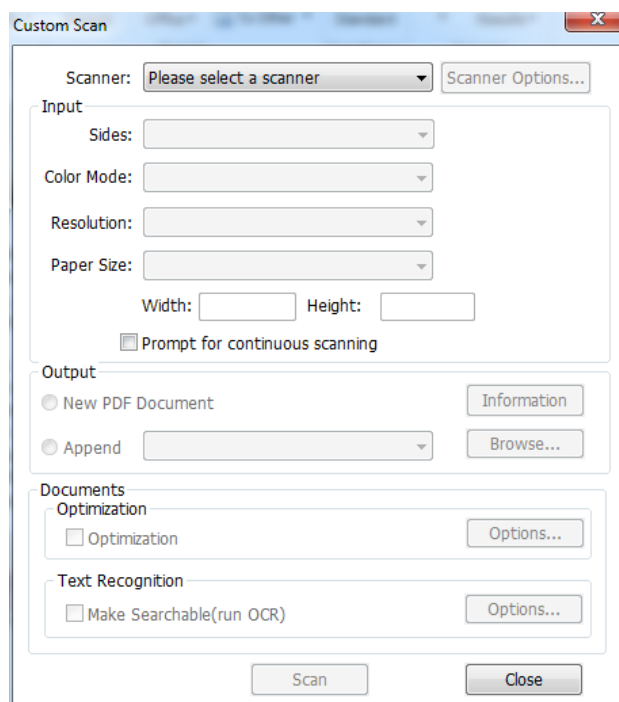 Custom Scan
Scanner: Please select a scanner Scanner Options...
Input
Sides:
Color Mode:
Resolution:
Paper Size:
Width: Height:
Prompt for continuous scanning
Output
New PDF Document Information
Append Browse...
Documents
Optimization
Optimization Options...
Text Recognition
Make Searchable(run OCR) Options...
Scan Close